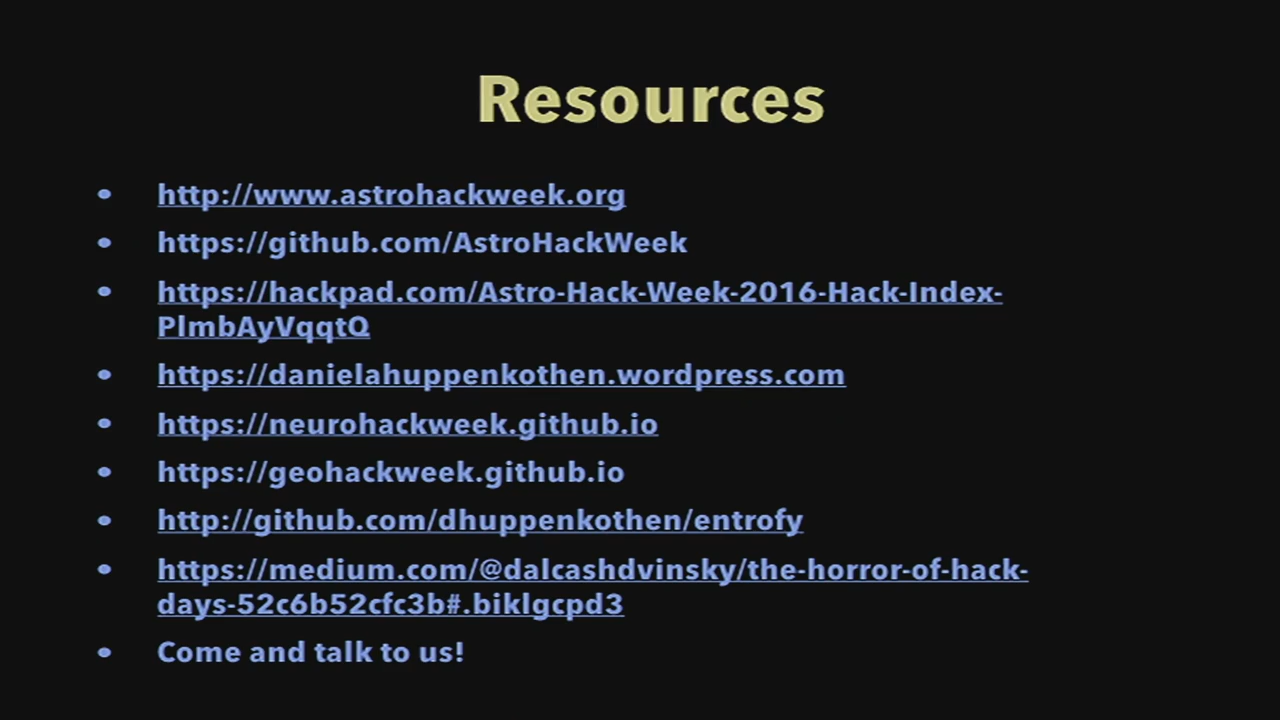 Resources
• http://www.astrohackweek.org
• https://github.com/AstroHackWeek
• https://hackpad.com/Astro-Hack-Week-2016-Hack-Index-
PlmbAyVqqtQ
• https://danielahuppenkothen.wordpress.com
• https://neurohackweek.github.io
• https://geohackweek.github.io
• http://github.com/dhuppenkothen/entrofy
• https://medium.com/@dalcashdvinsky/the-horror-of-hack-
days-52c6b52cfc3b#.biklgcpd3
• Come and talk to us!